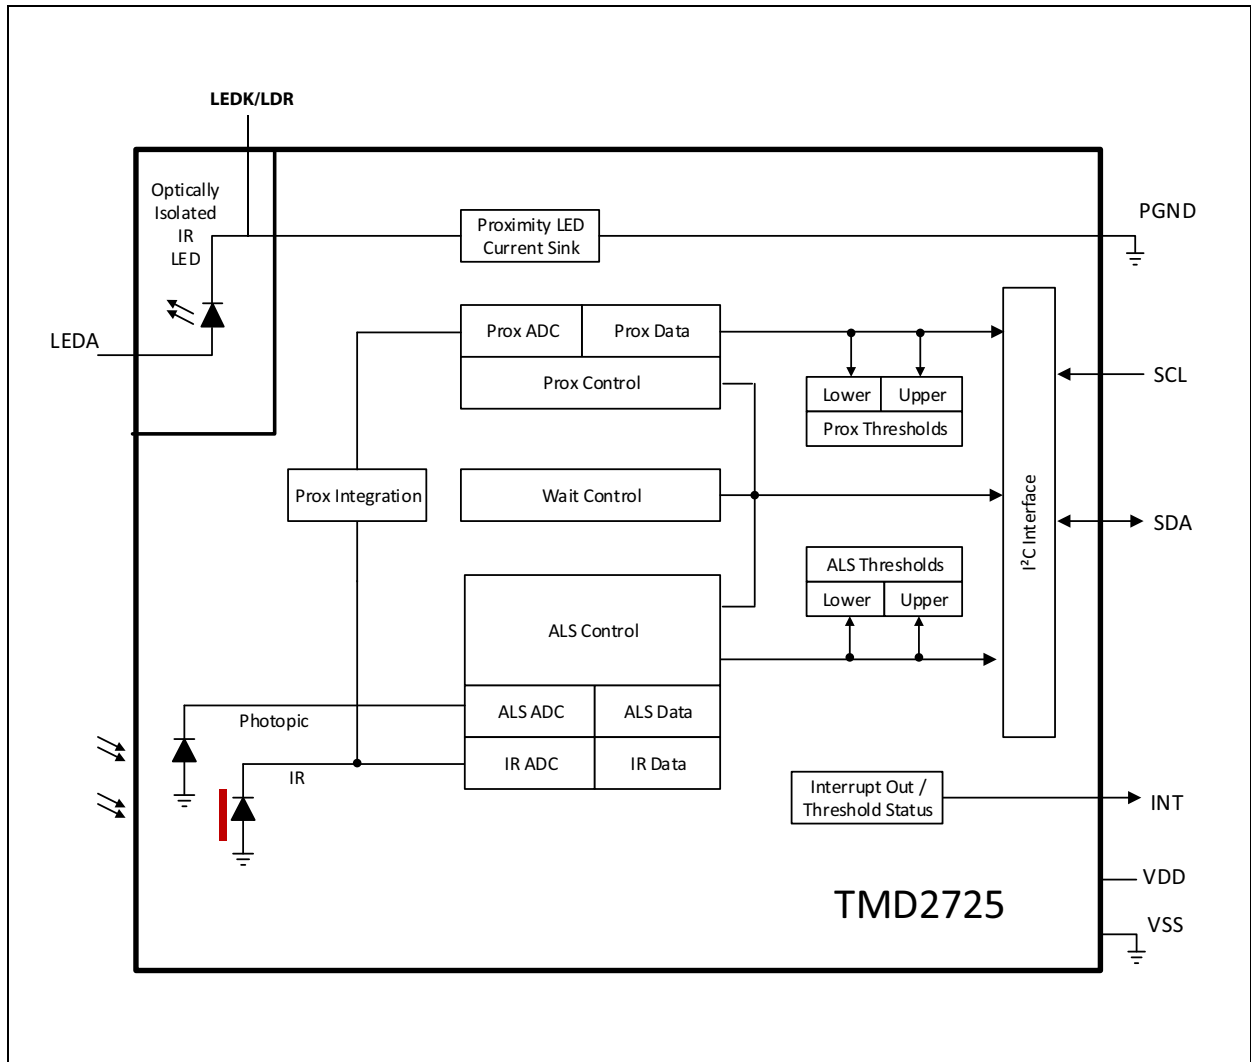 LEDK/LDR
Optically
Isolated
IR
LED
Proximity LED
Current Sink
PGND
LEDA
Prox ADC
Prox Data
Prox Control
Lower
Upper
Prox Thresholds
SCL
Prox Integration
Wait Control
I²C Interface
SDA
ALS Thresholds
Lower
Upper
ALS Control
Photopic
ALS ADC
ALS Data
IR
IR ADC
IR Data
Interrupt Out /
Threshold Status
INT
VDD
TMD2725
VSS